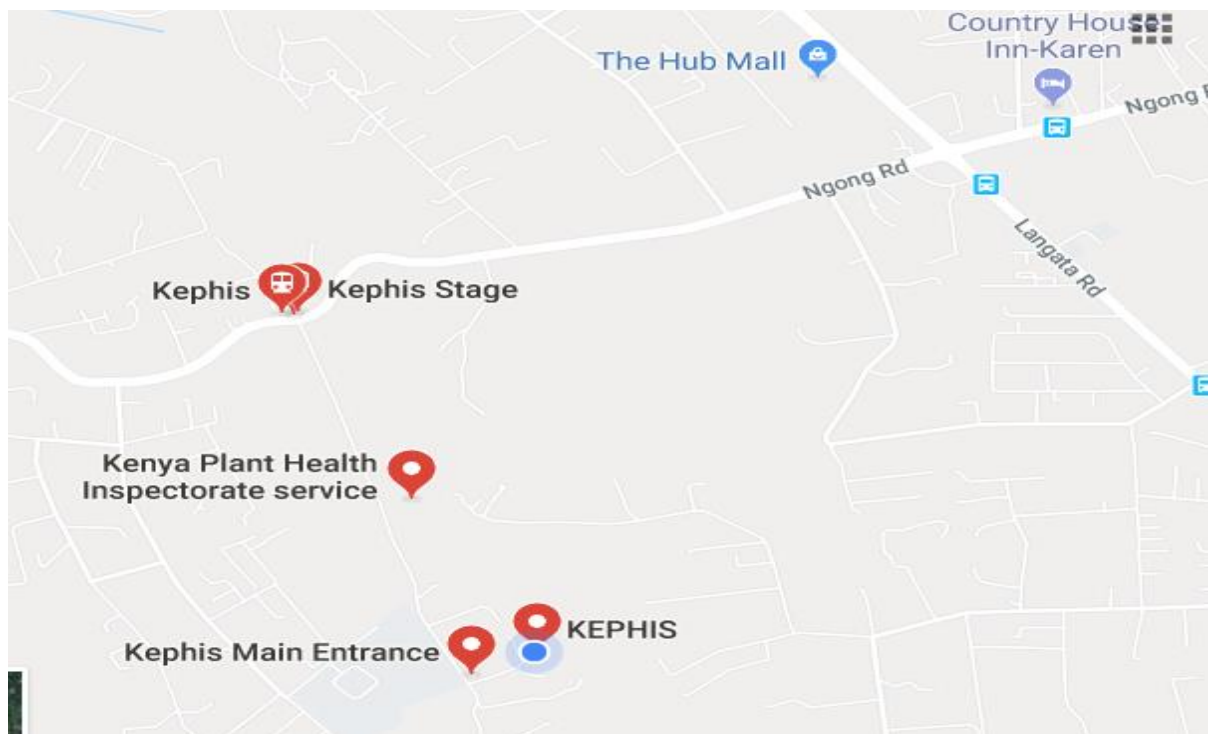 Country House
Inn-Karen
The Hub Mall
Ngong R
Ngong Rd
Langata Rd
Kephis
Kephis Stage
Kenya Plant Health
Inspectorate service
KEPHIS
Kephis Main Entrance